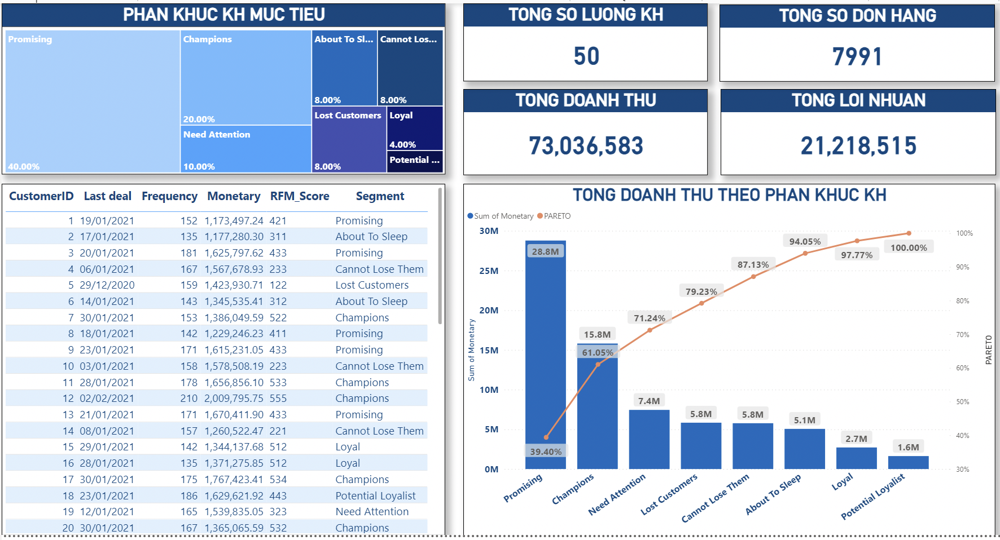 PHAN KHUC KH MUC TIEU
Promising
40.00%
Champions
20.00%
Need Attention
10.00%
About To Sl...
8.00%
Cannot Los...
8.00%
Lost Customers
8.00%
Loyal
4.00%
Potential ...
TONG SO LUONG KH
50
TONG SO DON HANG
7991
TONG DOANH THU
73,036,583
TONG LOI NHUAN
21,218,515
CustomerID Last deal Frequency Monetary RFM_Score Segment
1 19/01/2021 152 1,173,497.24 421 Promising
2 17/01/2021 135 1,177,280.30 311 About To Sleep
3 20/01/2021 181 1,625,797.62 433 Promising
4 06/01/2021 167 1,567,678.93 233 Cannot Lose Them
5 29/12/2020 159 1,423,930.71 122 Lost Customers
6 14/01/2021 143 1,345,535.41 312 About To Sleep
7 30/01/2021 153 1,386,049.59 522 Champions
8 18/01/2021 142 1,229,246.23 411 Promising
9 23/01/2021 171 1,615,231.05 433 Promising
10 03/01/2021 158 1,578,508.19 223 Cannot Lose Them
11 28/01/2021 178 1,656,856.10 533 Champions
12 02/02/2021 210 2,009,795.75 555 Champions
13 21/01/2021 171 1,670,411.90 433 Promising
14 08/01/2021 157 1,260,522.47 221 Cannot Lose Them
15 29/01/2021 142 1,344,137.68 512 Loyal
16 28/01/2021 135 1,371,275.85 512 Loyal
17 30/01/2021 175 1,767,423.41 534 Champions
18 23/01/2021 186 1,629,621.92 443 Potential Loyalist
19 12/01/2021 165 1,539,835.05 323 Need Attention
20 30/01/2021 167 1,365,065.59 532 Champions
TONG DOANH THU THEO PHAN KHUC KH
Sum of Monetary PARETO
30M
25M
20M
15M
10M
5M
0M
Sum of Monetary
28.8M
15.8M
7.4M
5.8M
5.8M
5.1M
2.7M
1.6M
39.40%
61.05%
71.24%
79.23%
87.13%
94.05%
97.77%
100.00%
100%
90%
80%
70%
60%
50%
40%
30%
PARETO
Promising
Champions
Need Attention
Lost Customers
Cannot Lose Them
About To Sleep
Loyal
Potential Loyalist